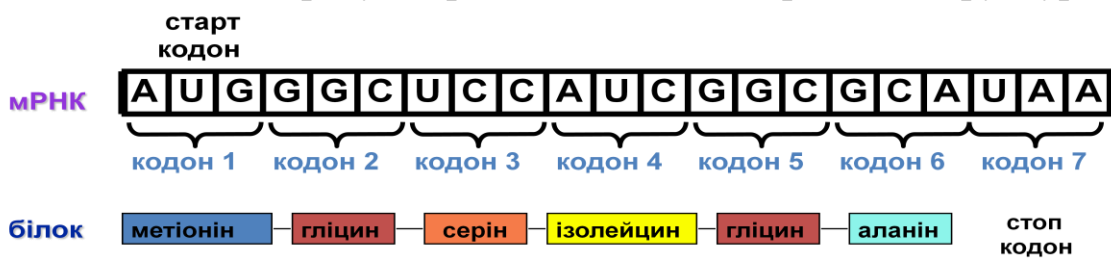 старт
кодон
мРНК A U G G G C U C C A U C G G C G C A U A A
кодон 1 кодон 2 кодон 3 кодон 4 кодон 5 кодон 6 кодон 7
білок метіонін гліцин серін ізолейцин гліцин аланін стоп
кодон